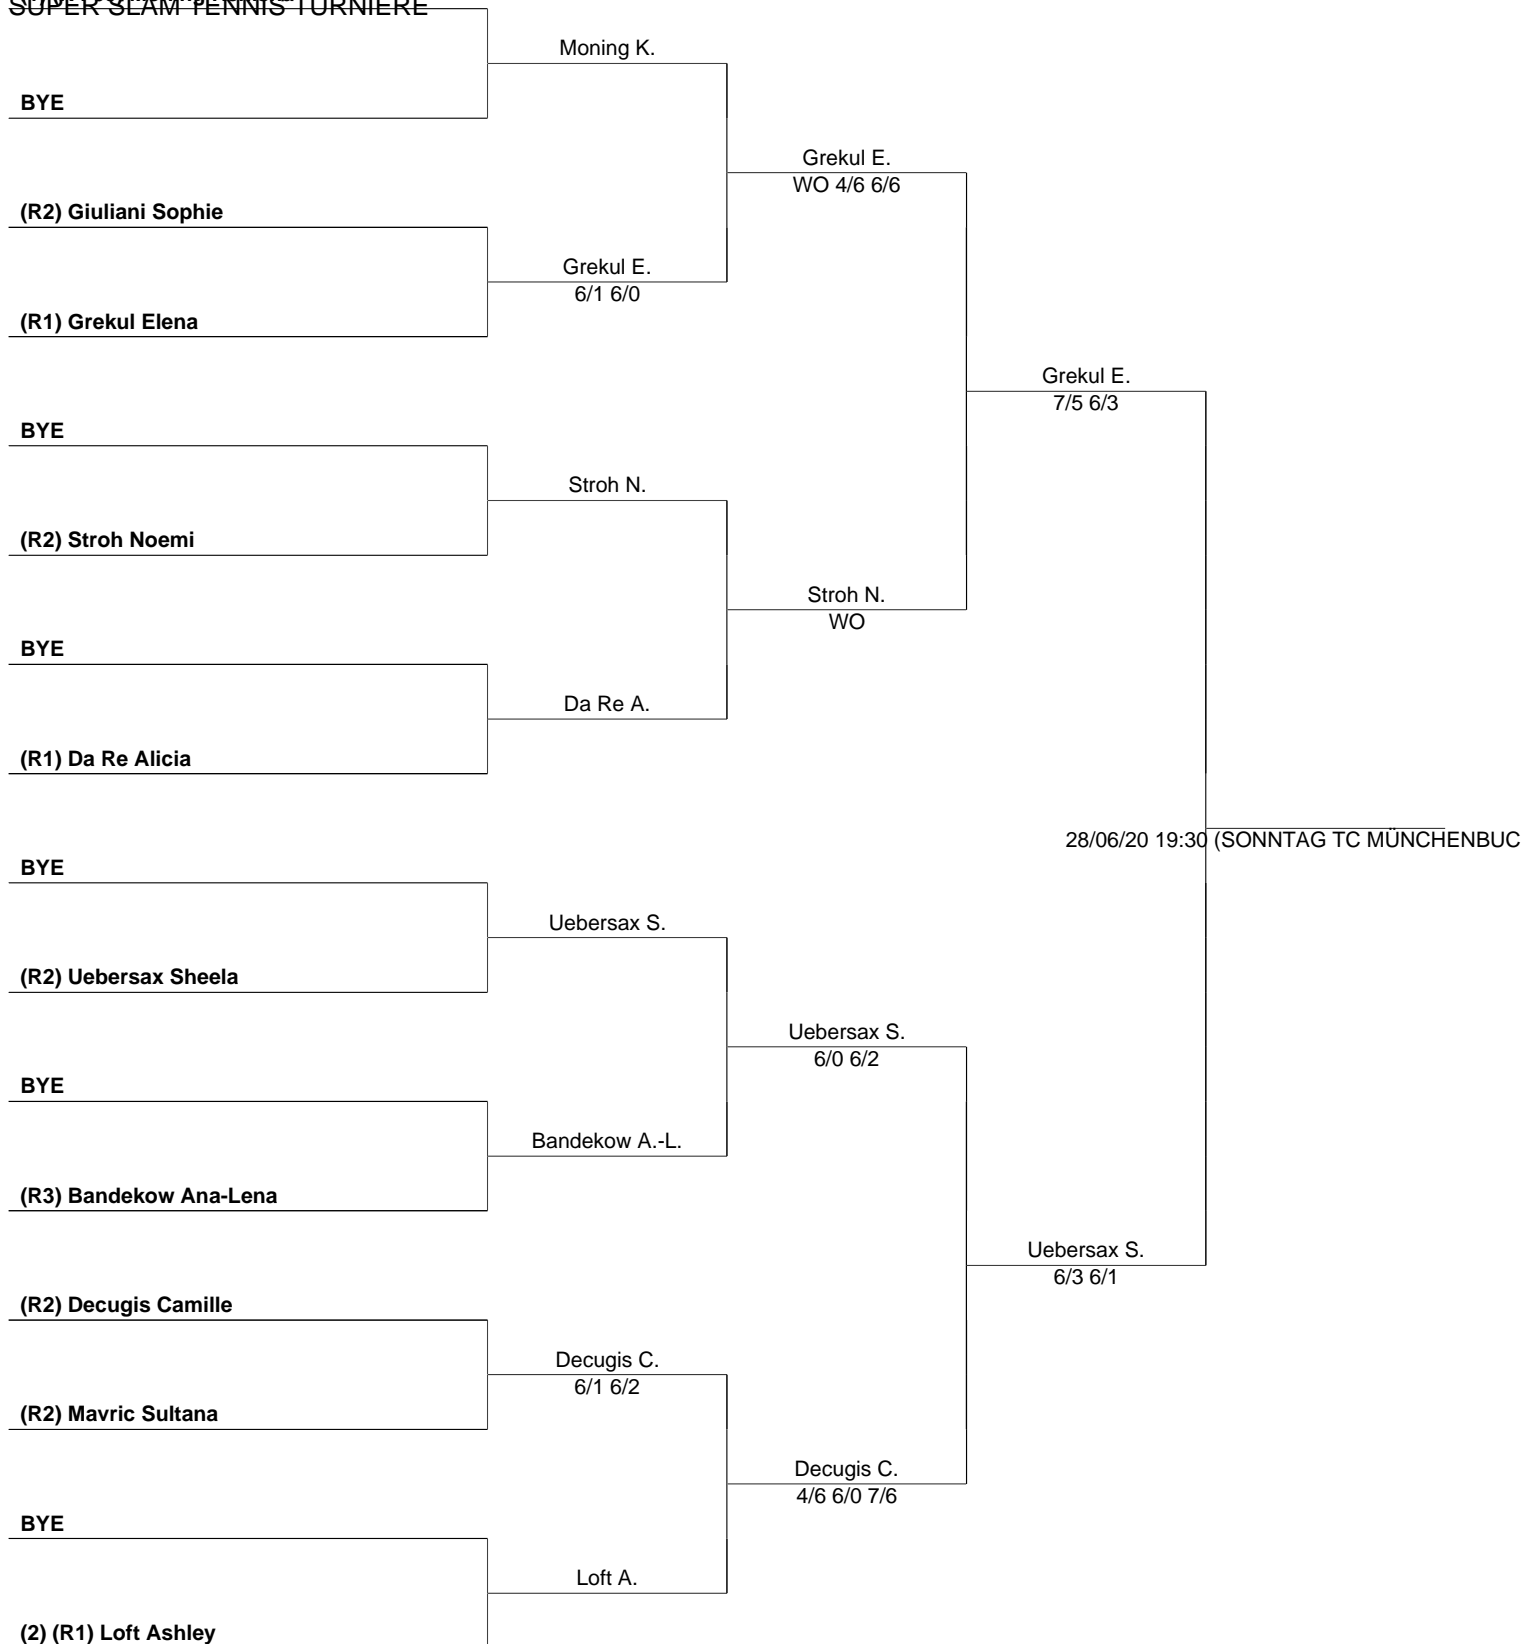 SUPER SLAM TENNIS TURNIERE
Moning K.
BYE
Grekul E.
WO 4/6 6/6
(R2) Giuliani Sophie
Grekul E.
6/1 6/0
(R1) Grekul Elena
Grekul E.
7/5 6/3
BYE
Stroh N.
(R2) Stroh Noemi
Stroh N.
WO
BYE
Da Re A.
(R1) Da Re Alicia
28/06/20 19:30 (SONNTAG TC MÜNCHENBUC
BYE
Uebersax S.
(R2) Uebersax Sheela
Uebersax S.
6/0 6/2
BYE
Bandekow A.-L.
(R3) Bandekow Ana-Lena
Uebersax S.
6/3 6/1
(R2) Decugis Camille
Decugis C.
6/1 6/2
(R2) Mavric Sultana
Decugis C.
4/6 6/0 7/6
BYE
Loft A.
(2) (R1) Loft Ashley